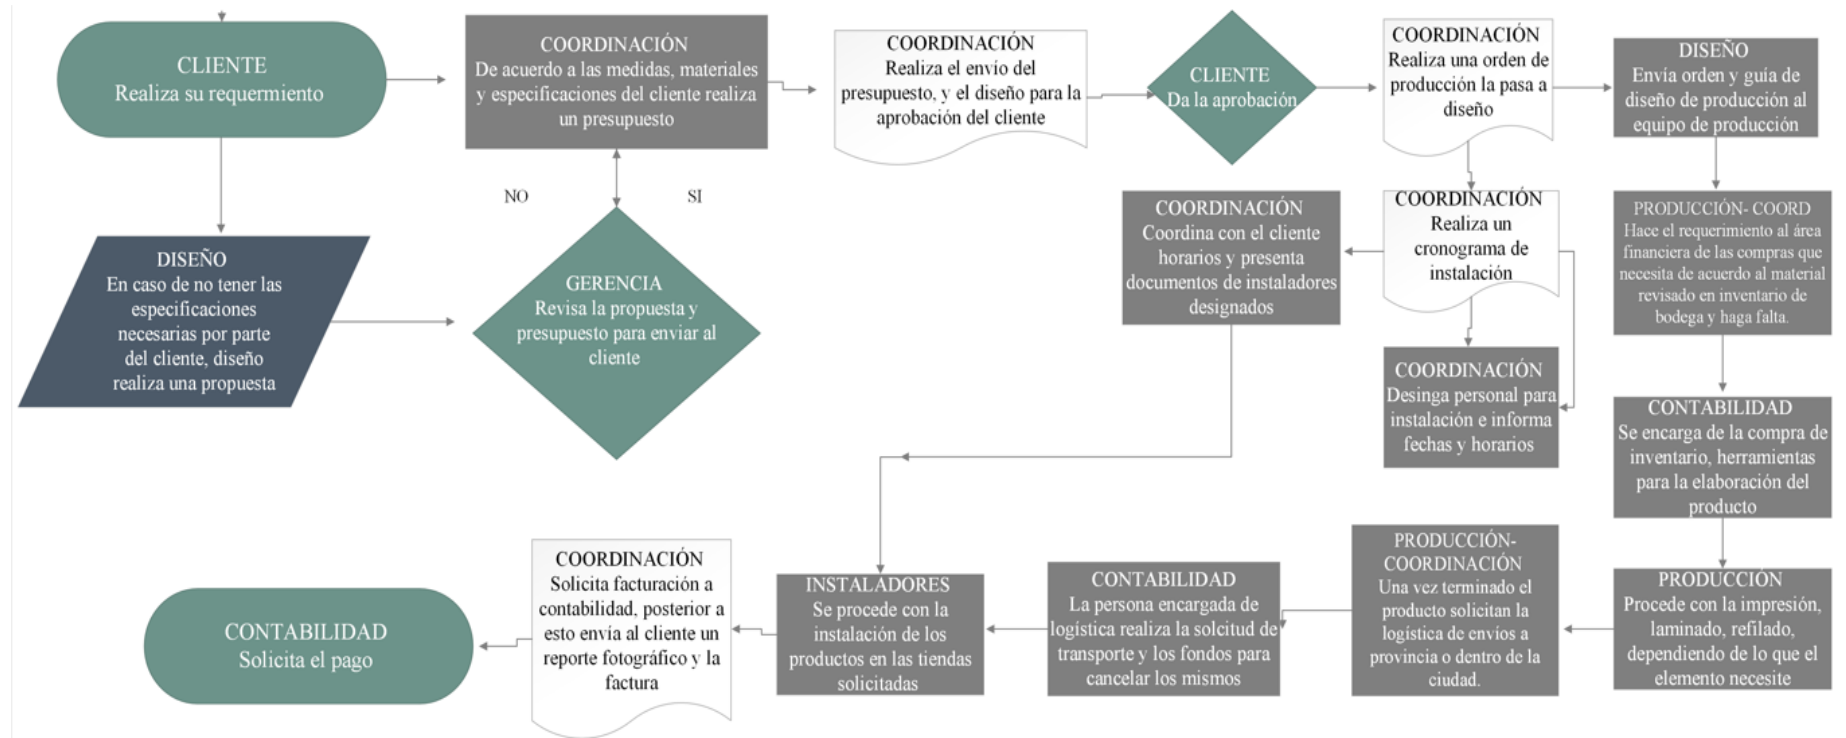 CLIENTE
Realiza su requermiento
COORDINACIÓN
De acuerdo a las medidas, materiales
y especificaciones del cliente realiza
un presupuesto
COORDINACIÓN
Realiza el envío del
presupuesto, y el diseño para la
aprobación del cliente
CLIENTE
Da la aprobación
COORDINACIÓN
Realiza una orden de
producción la pasa a
diseño
DISEÑO
Envía orden y guía de
diseño de producción al
equipo de producción
NO
SI
DISEÑO
En caso de no tener las
especificaciones
necesarias por parte
del cliente, diseño
realiza una propuesta
GERENCIA
Revisa la propuesta y
presupuesto para enviar al
cliente
COORDINACIÓN
Coordina con el cliente
horarios y presenta
documentos de instaladores
designados
COORDINACIÓN
Realiza un
cronograma de
instalación
PRODUCCIÓN- COORD
Hace el requerimiento al área
financiera de las compras que
necesita de acuerdo al material
revisado en inventario de
bodega y haga falta.
COORDINACIÓN
Desinga personal para
instalación e informa
fechas y horarios
CONTABILIDAD
Se encarga de la compra de
inventario, herramientas
para la elaboración del
producto
CONTABILIDAD
Solicita el pago
COORDINACIÓN
Solicita facturación a
contabilidad, posterior a
esto envía al cliente un
reporte fotográfico y la
factura
INSTALADORES
Se procede con la
instalación de los
productos en las tiendas
solicitadas
CONTABILIDAD
La persona encargada de
logística realiza la solcitud de
transporte y los fondos para
cancelar los mismos
PRODUCCIÓN-
COORDINACIÓN
Una vez terminado el
producto solicitan la
logística de envíos a
provincia o dentro de la
ciudad.
PRODUCCIÓN
Procede con la impresión,
laminado, refilado,
dependiendo de lo que el
elemento necesite